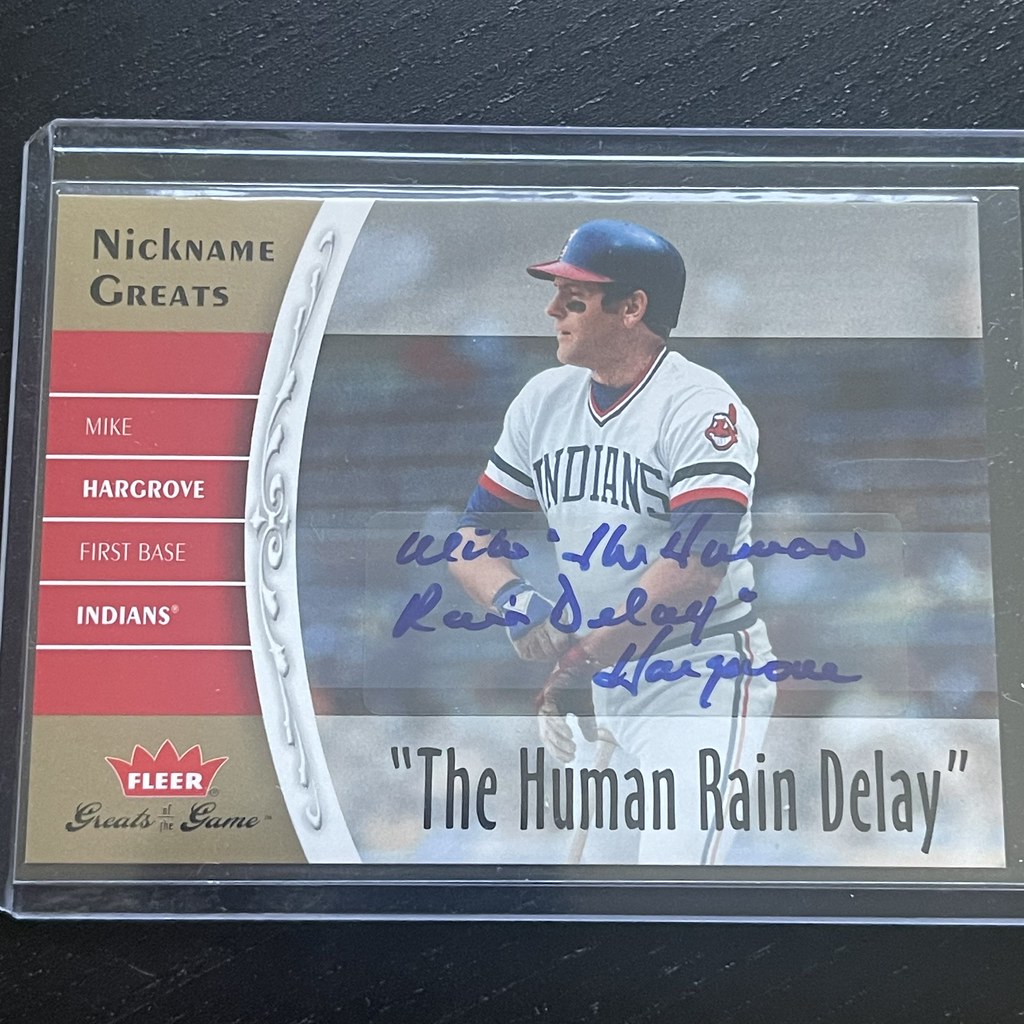 NICKNAME
GREATS
MIKE
HARGROVE
FIRST BASE
INDIANS®
FLEER®
Greats of the Game™
INDIANS
Mike "The Human
Rain Delay"
Hargrove
"The Human Rain Delay"